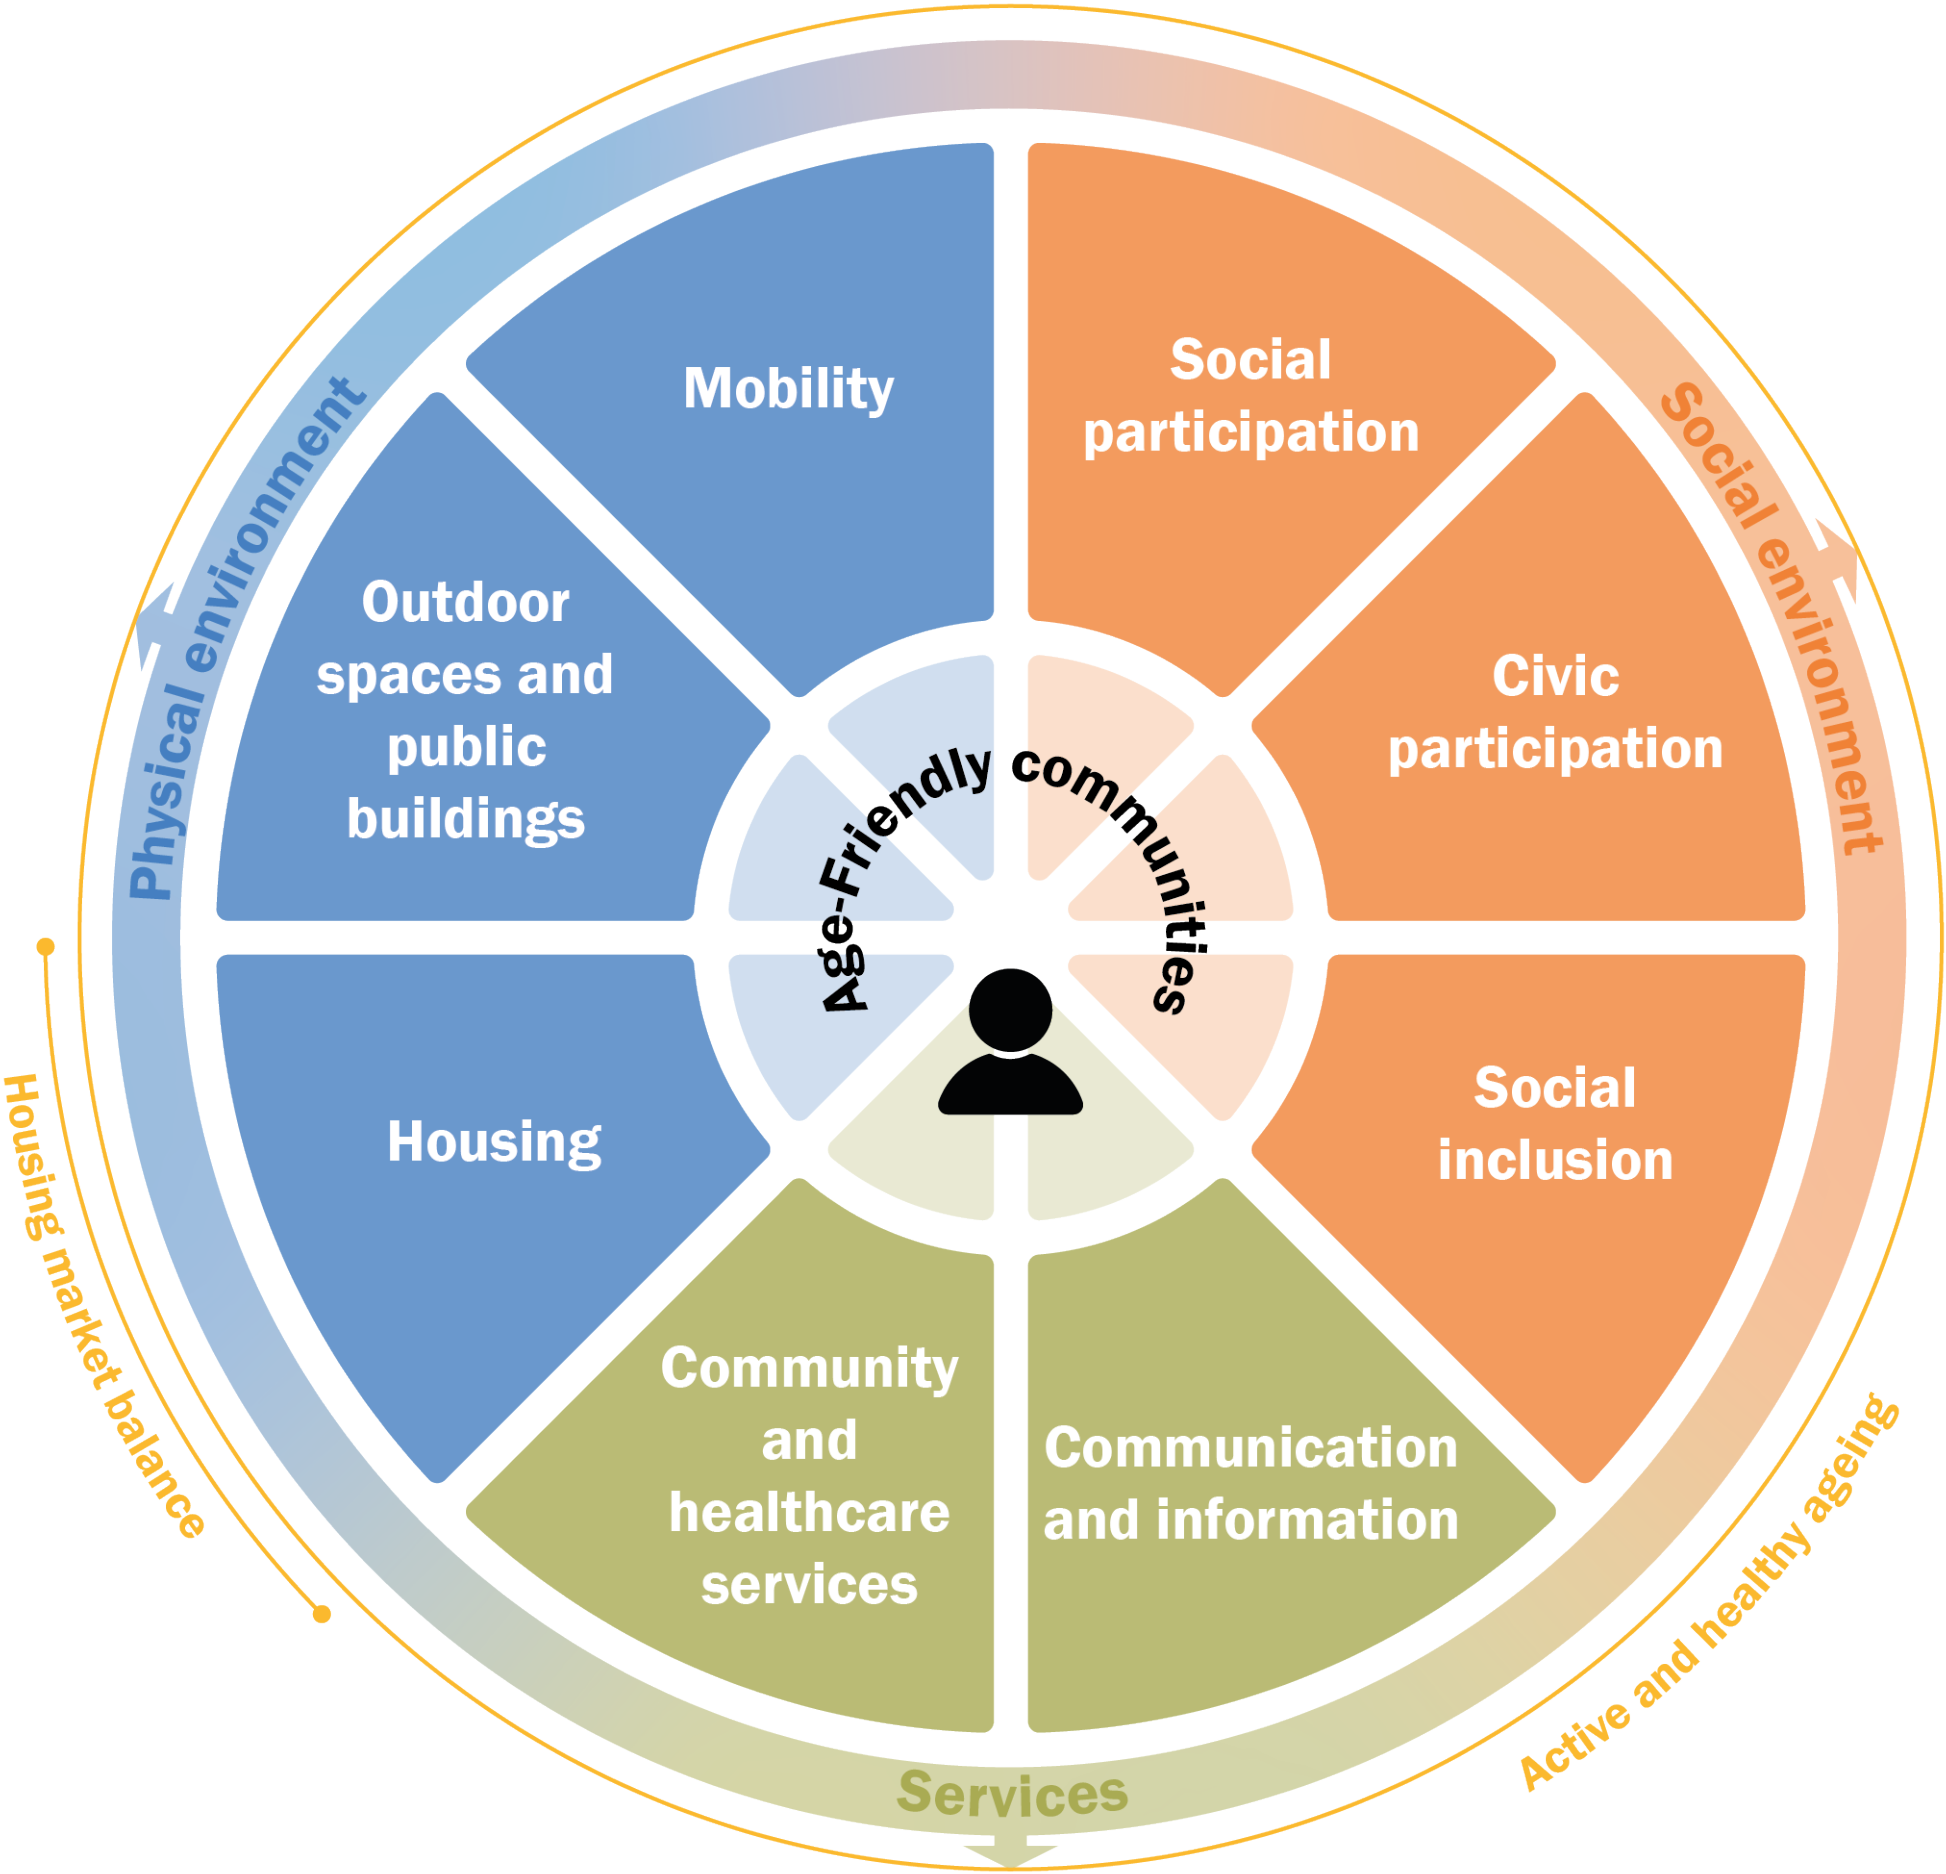 Mobility
Social
participation
Physical environment
Social environment
Outdoor
spaces and
public
buildings
Civic
participation
Age-Friendly communities
Housing
Social
inclusion
Housing market balance
Community
and
healthcare
services
Communication
and information
Active and healthy ageing
Services